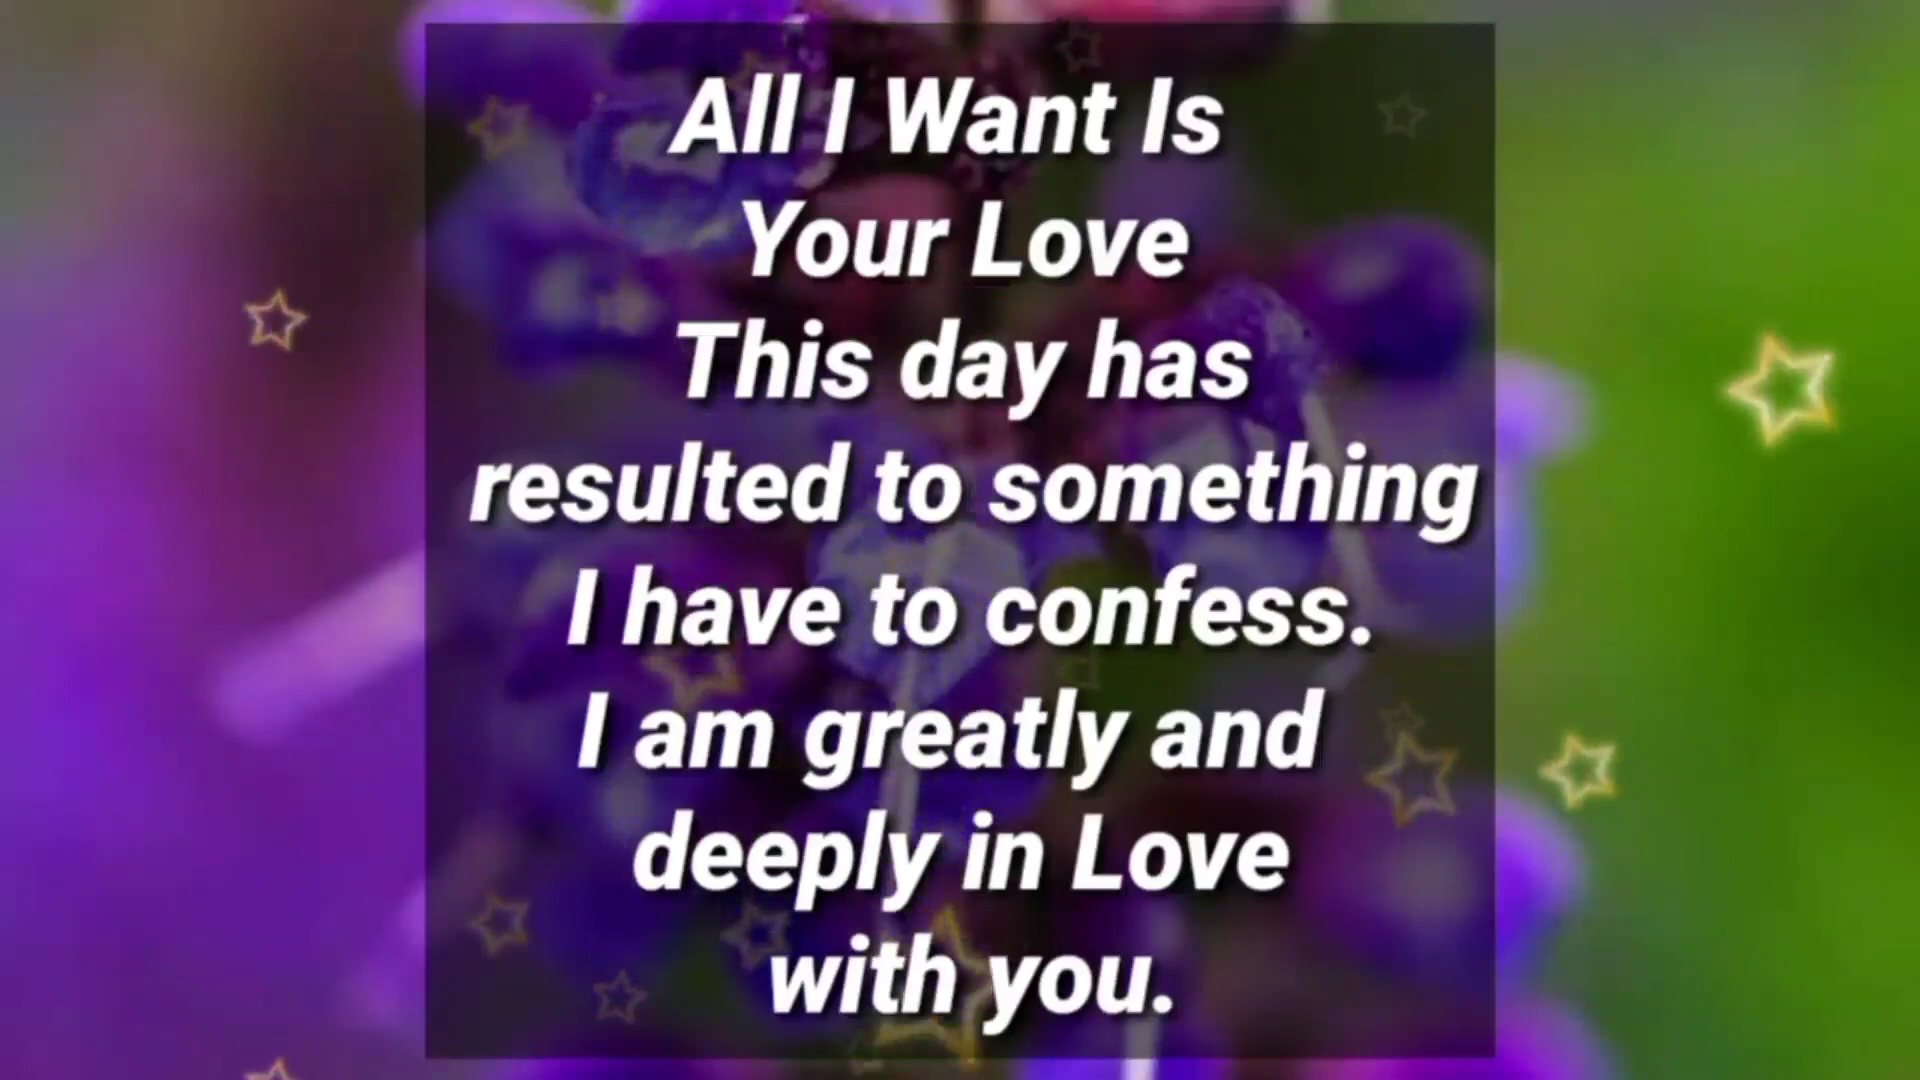 All I Want Is
Your Love
This day has
resulted to something
I have to confess.
I am greatly and
deeply in Love
with you.